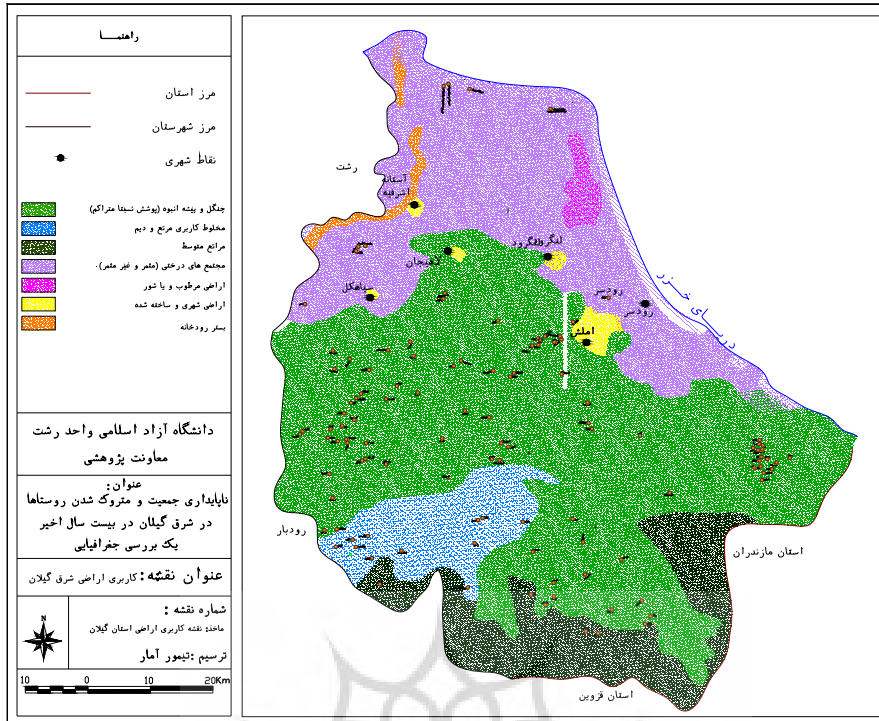 راهنمـــا
مرز استان
مرز شهرستان
نقاط شهری
جنگل و بیشه انبوه (پوشش نسبتا متراکم)
مخلوط کاربری مرتع و دیم
مراتع متوسط
مجتمع های درختی (مثمر و غیر مثمر).
اراضی مرطوب و یا شور
اراضی شهری و ساخته شده
بستر رودخانه
دانشگاه آزاد اسلامی واحد رشت
معاونت پژوهشی
عنوان:
ناپایداری جمعیت و متروک شدن روستاها
در شرق گیلان در بیست سال اخیر
یک بررسی جغرافیایی
عنوان نقشه: کاربری اراضی شرق گیلان
شماره نقشه :
ماخذ: نقشه کاربری اراضی استان گیلان
ترسیم :تیمور آمار
10 0 10 20Km
رشت
آستانه
اشرفیه
لاهیجان
لنگرود
سیاهکل
رودسر
رودسر
املش
دریای خزر
رودبار
استان مازندران
استان قزوین